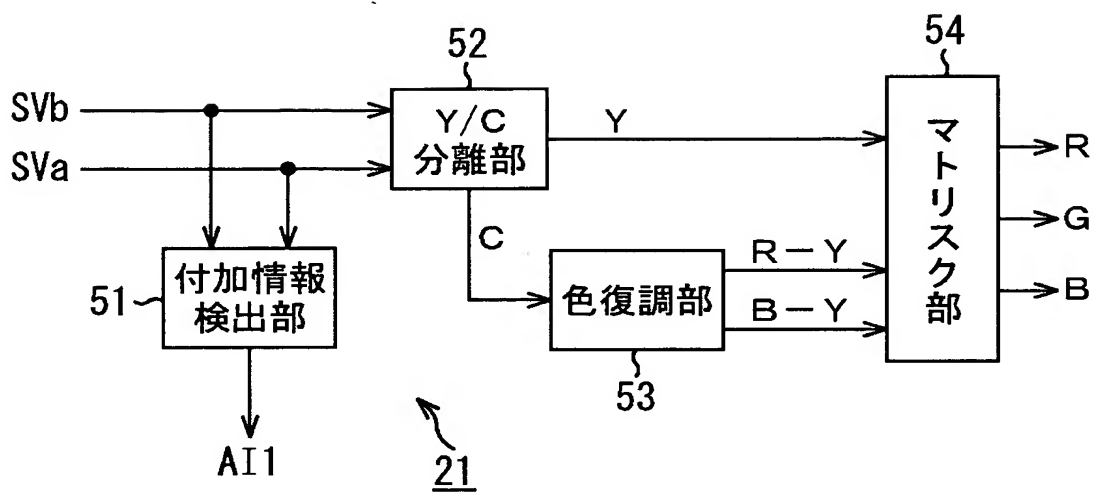 52
54
SVb
SVa
Y/C
分離部
Y
C
付加情報
検出部
51
AI1
色復調部
53
R-Y
B-Y
マトリスク部
R
G
B
21